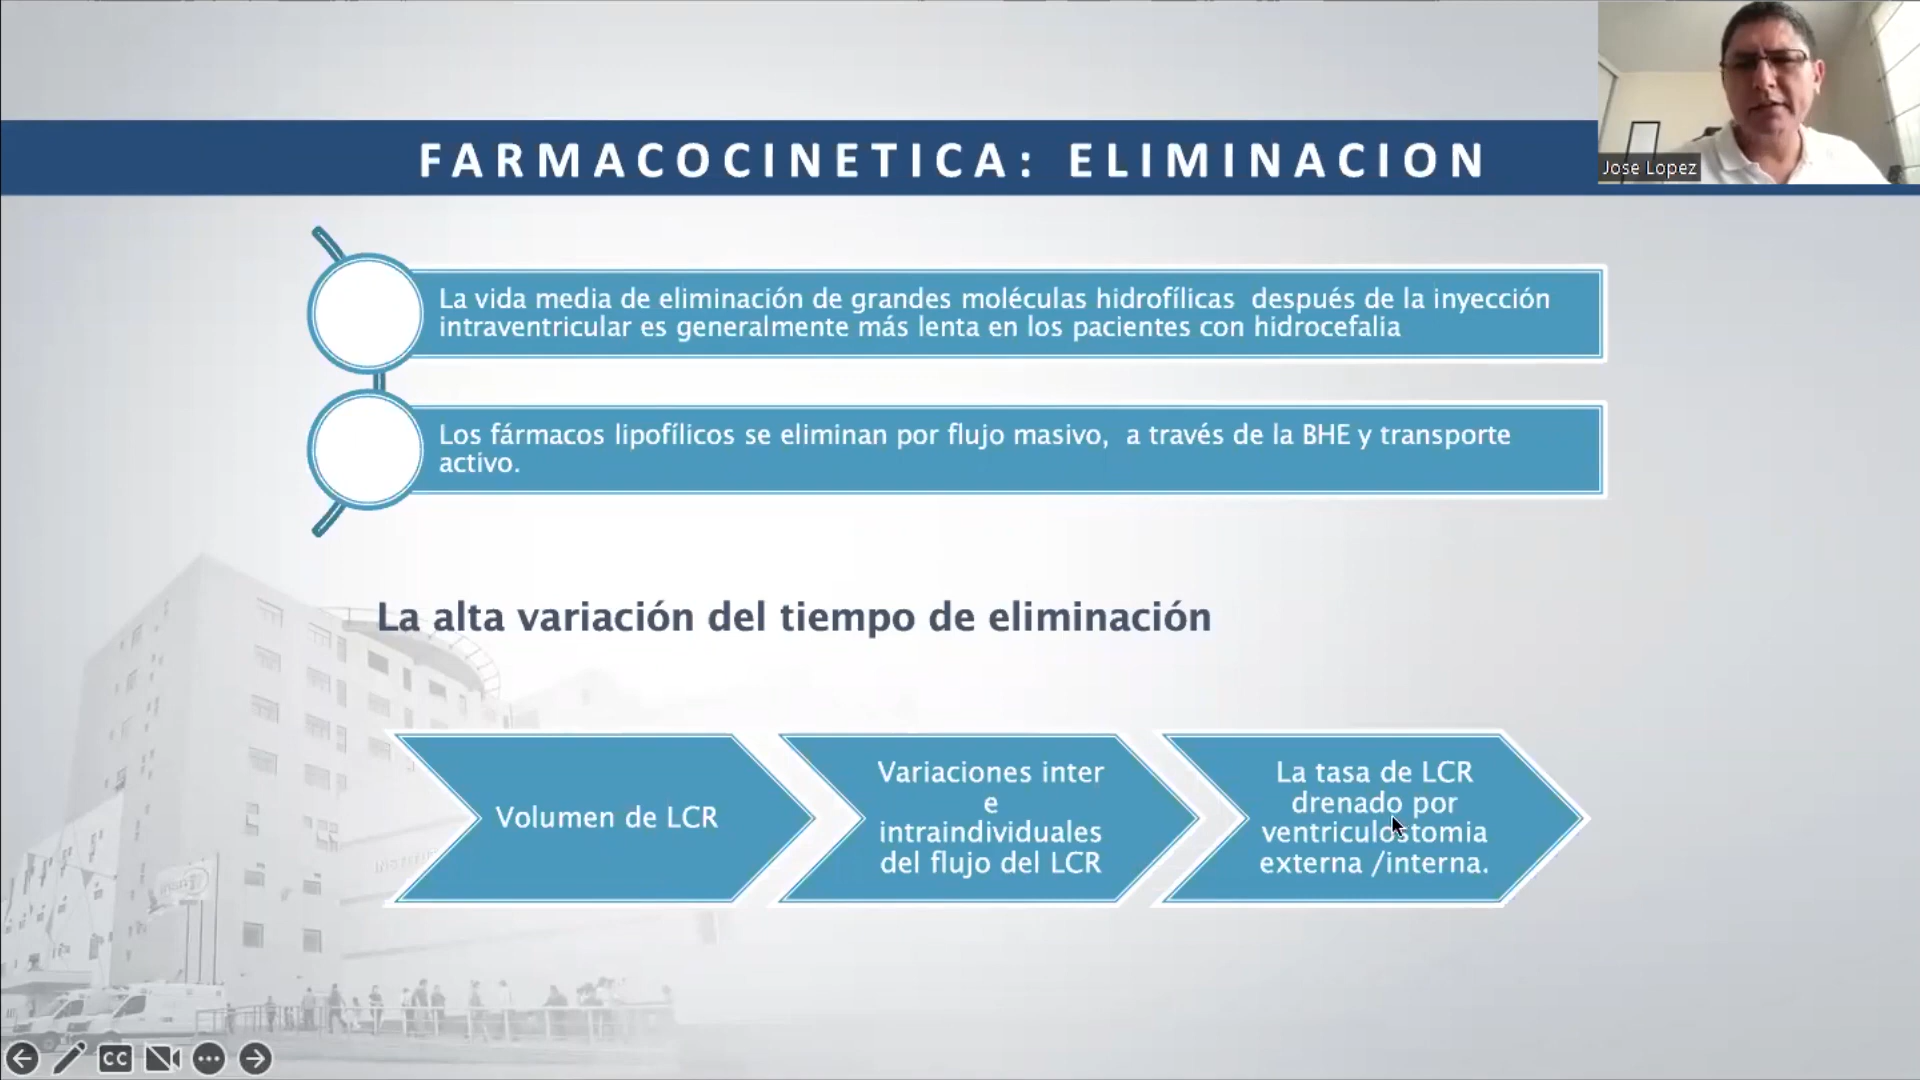 FARMACOCINETICA: ELIMINACION
Jose Lopez
La vida media de eliminación de grandes moléculas hidrofílicas después de la inyección
intraventricular es generalmente más lenta en los pacientes con hidrocefalia
Los fármacos lipofílicos se eliminan por flujo masivo, a través de la BHE y transporte
activo.
La alta variación del tiempo de eliminación
Volumen de LCR
Variaciones inter
e
intraindividuales
del flujo del LCR
La tasa de LCR
drenado por
ventriculostomia
externa /interna.
CC